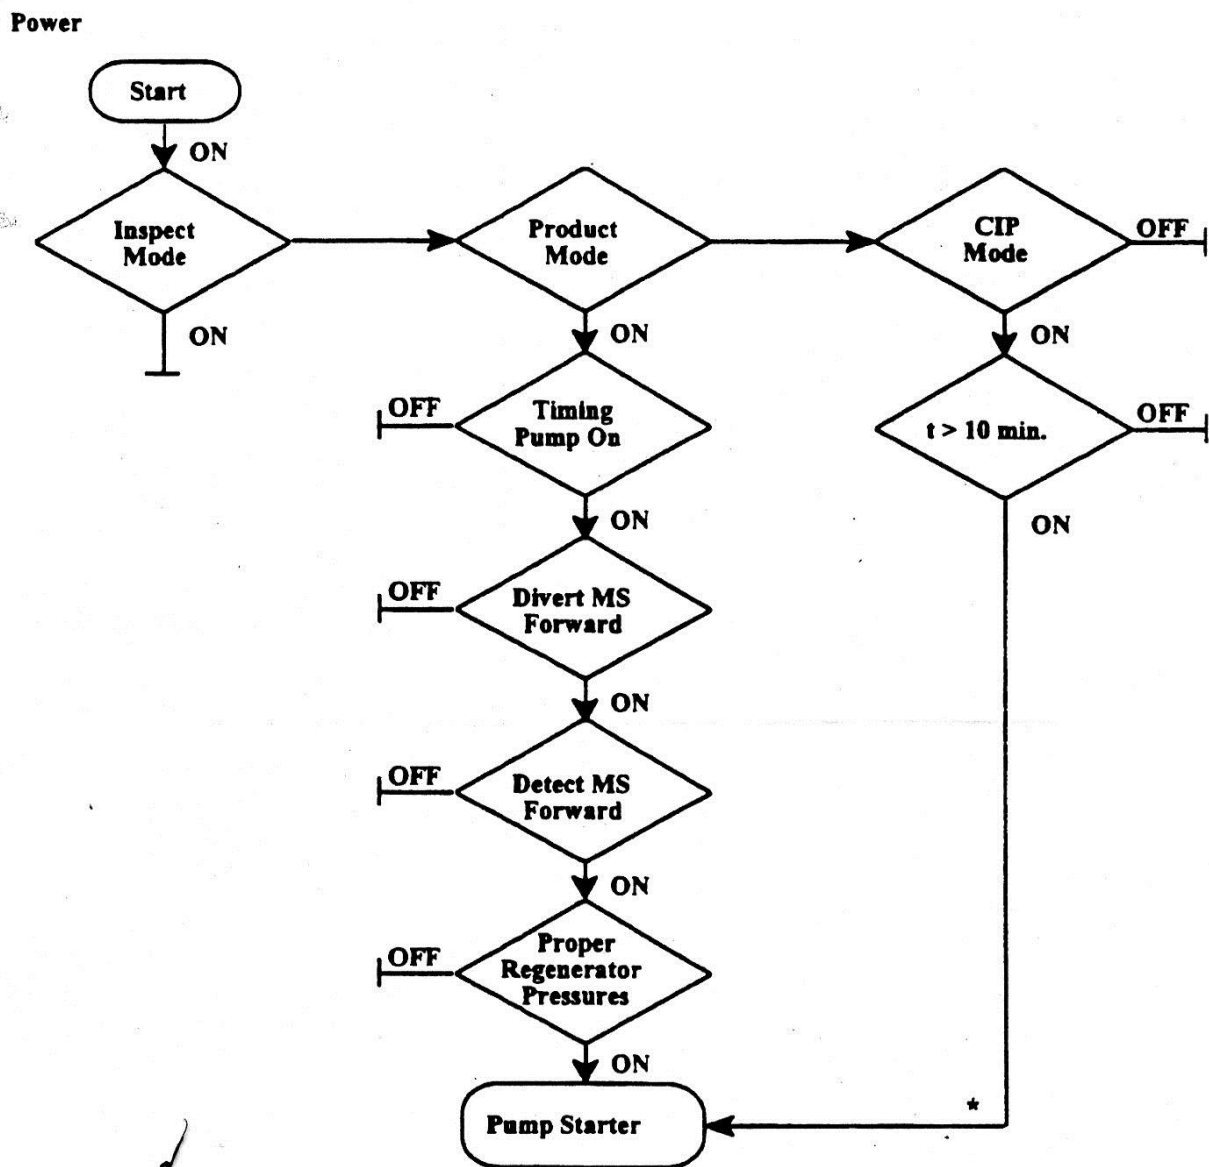 Power
Start
ON
Inspect
Mode
ON
Product
Mode
ON
CIP
Mode
OFF
ON
OFF
Timing
Pump On
ON
t > 10 min.
OFF
ON
OFF
Divert MS
Forward
ON
OFF
Detect MS
Forward
ON
OFF
Proper
Regenerator
Pressures
ON
Pump Starter
*